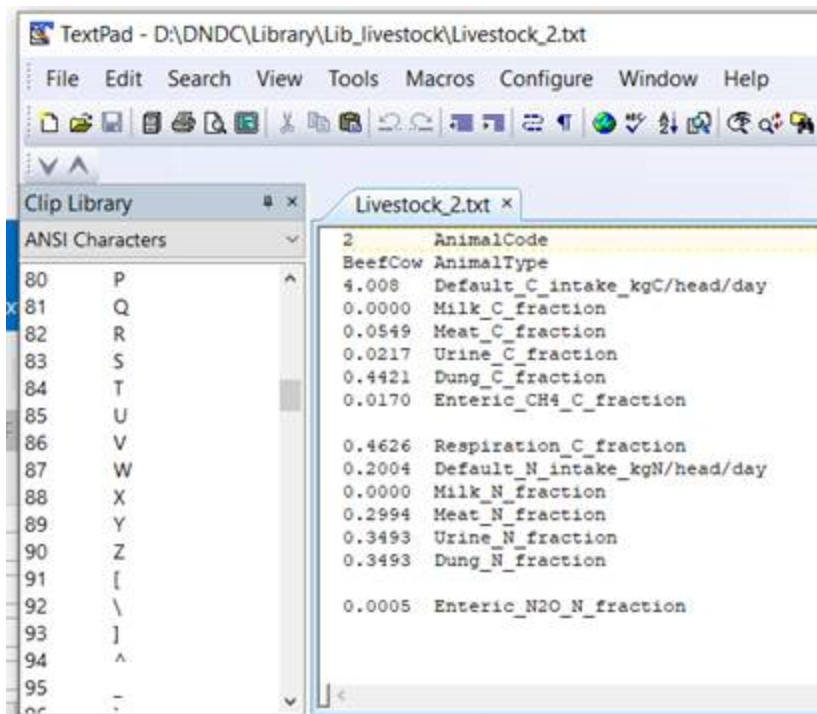 TextPad - D:\DNDC\Library\Lib_livestock\Livestock_2.txt
File Edit Search View Tools Macros Configure Window Help
Clip Library
ANSI Characters
80 P
81 Q
82 R
83 S
84 T
85 U
86 V
87 W
88 X
89 Y
90 Z
91 [
92 \
93 ]
94 ^
95 _
Livestock_2.txt
2 AnimalCode
BeefCow AnimalType
4.008 Default_C_intake_kgC/head/day
0.0000 Milk_C_fraction
0.0549 Meat_C_fraction
0.0217 Urine_C_fraction
0.4421 Dung_C_fraction
0.0170 Enteric_CH4_C_fraction
0.4626 Respiration_C_fraction
0.2004 Default_N_intake_kgN/head/day
0.0000 Milk_N_fraction
0.2994 Meat_N_fraction
0.3493 Urine_N_fraction
0.3493 Dung_N_fraction
0.0005 Enteric_N2O_N_fraction